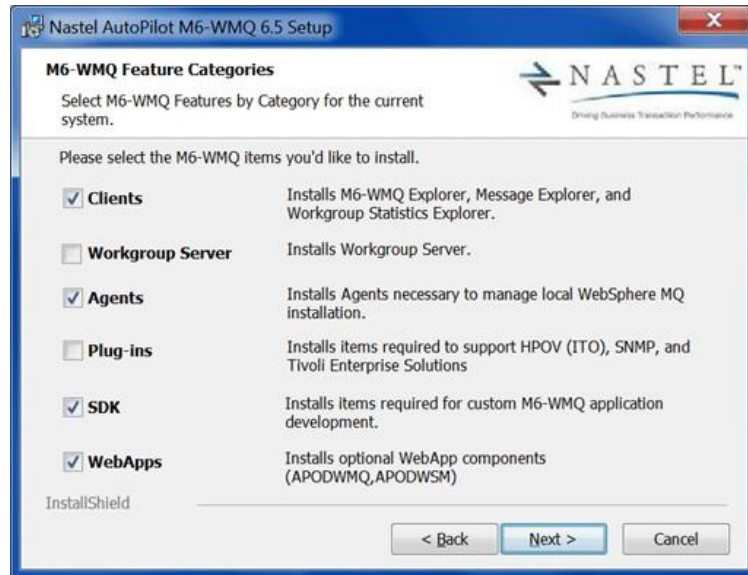 Nastel AutoPilot M6-WMQ 6.5 Setup
M6-WMQ Feature Categories
Select M6-WMQ Features by Category for the current
system.
NASTEL
Driving Business Transaction Performance
Please select the M6-WMQ items you'd like to install.
Clients
Installs M6-WMQ Explorer, Message Explorer, and
Workgroup Statistics Explorer.
Workgroup Server
Installs Workgroup Server.
Agents
Installs Agents necessary to manage local WebSphere MQ
installation.
Plug-ins
Installs items required to support HPOV (ITO), SNMP, and
Tivoli Enterprise Solutions
SDK
Installs items required for custom M6-WMQ application
development.
WebApps
Installs optional WebApp components
(APODWMQ,APODWSM)
InstallShield
< Back
Next >
Cancel